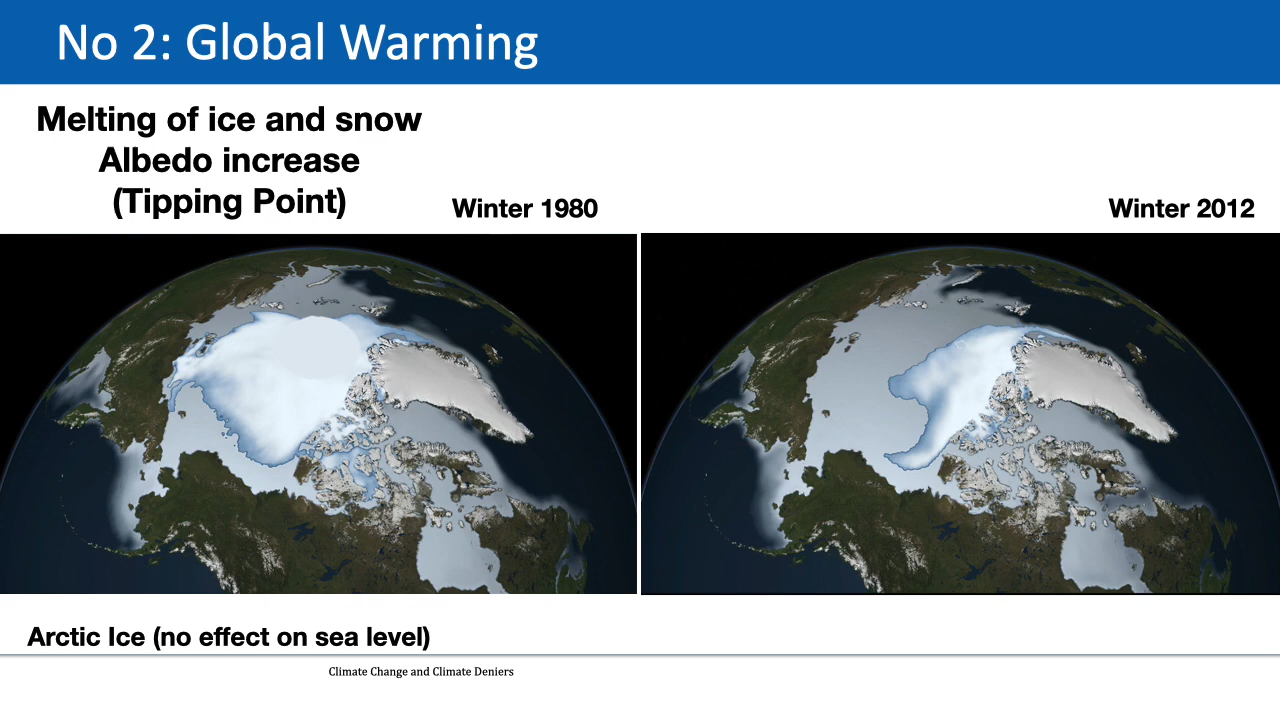 No 2: Global Warming
Melting of ice and snow
Albedo increase
(Tipping Point)
Winter 1980
Winter 2012
Arctic Ice (no effect on sea level)
Climate Change and Climate Deniers